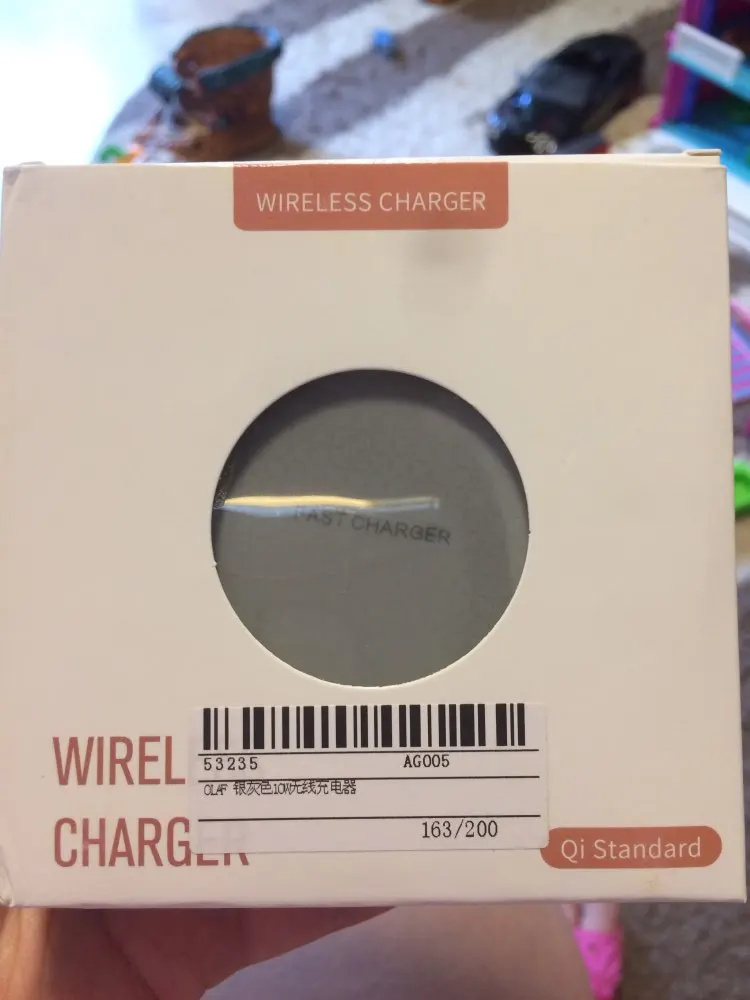 WIRELESS CHARGER
FAST CHARGER
WIREL
CHARGER
53235 AG005
OLAF 银灰色10W无线充电器
163/200
Qi Standard